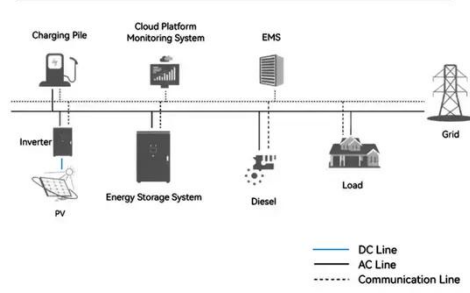 Charging Pile
Cloud Platform
Monitoring System
EMS
Grid
Inverter
PV
Energy Storage System
Diesel
Load
DC Line
AC Line
Communication Line